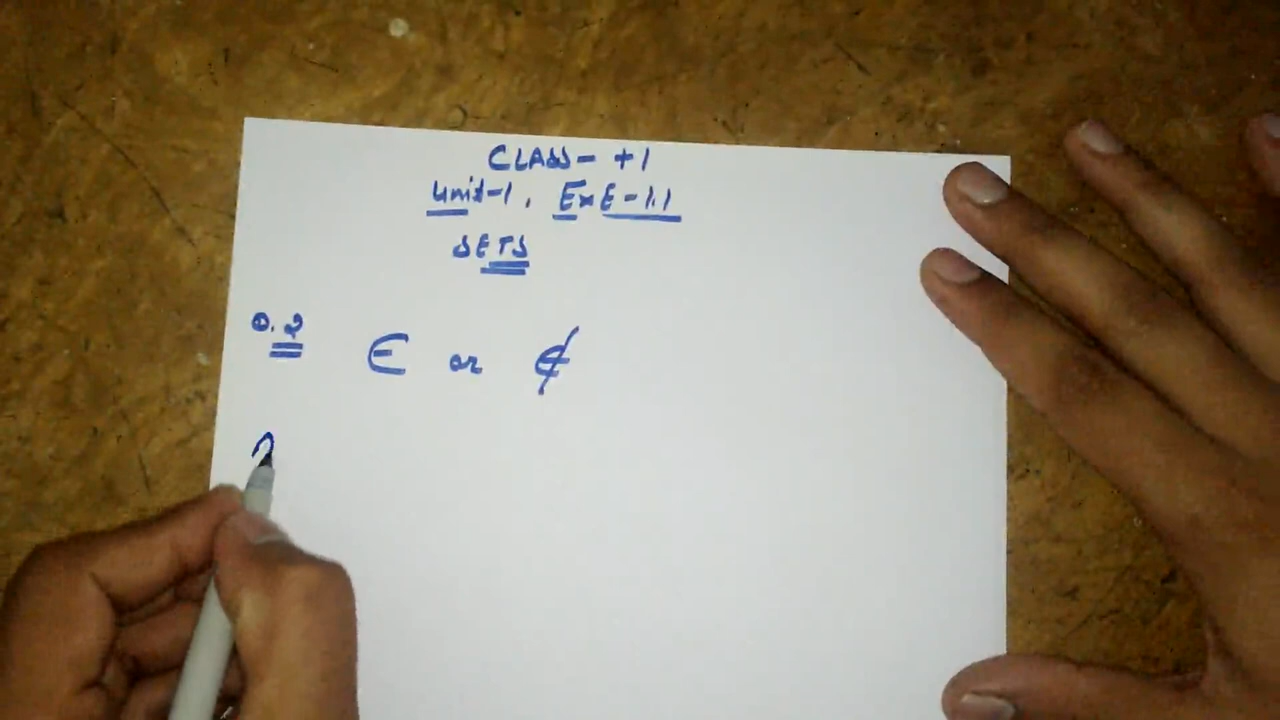 CLASS - +1
Unit-1, ExE-1.1
SETS
Q.2 ∈ or ∉